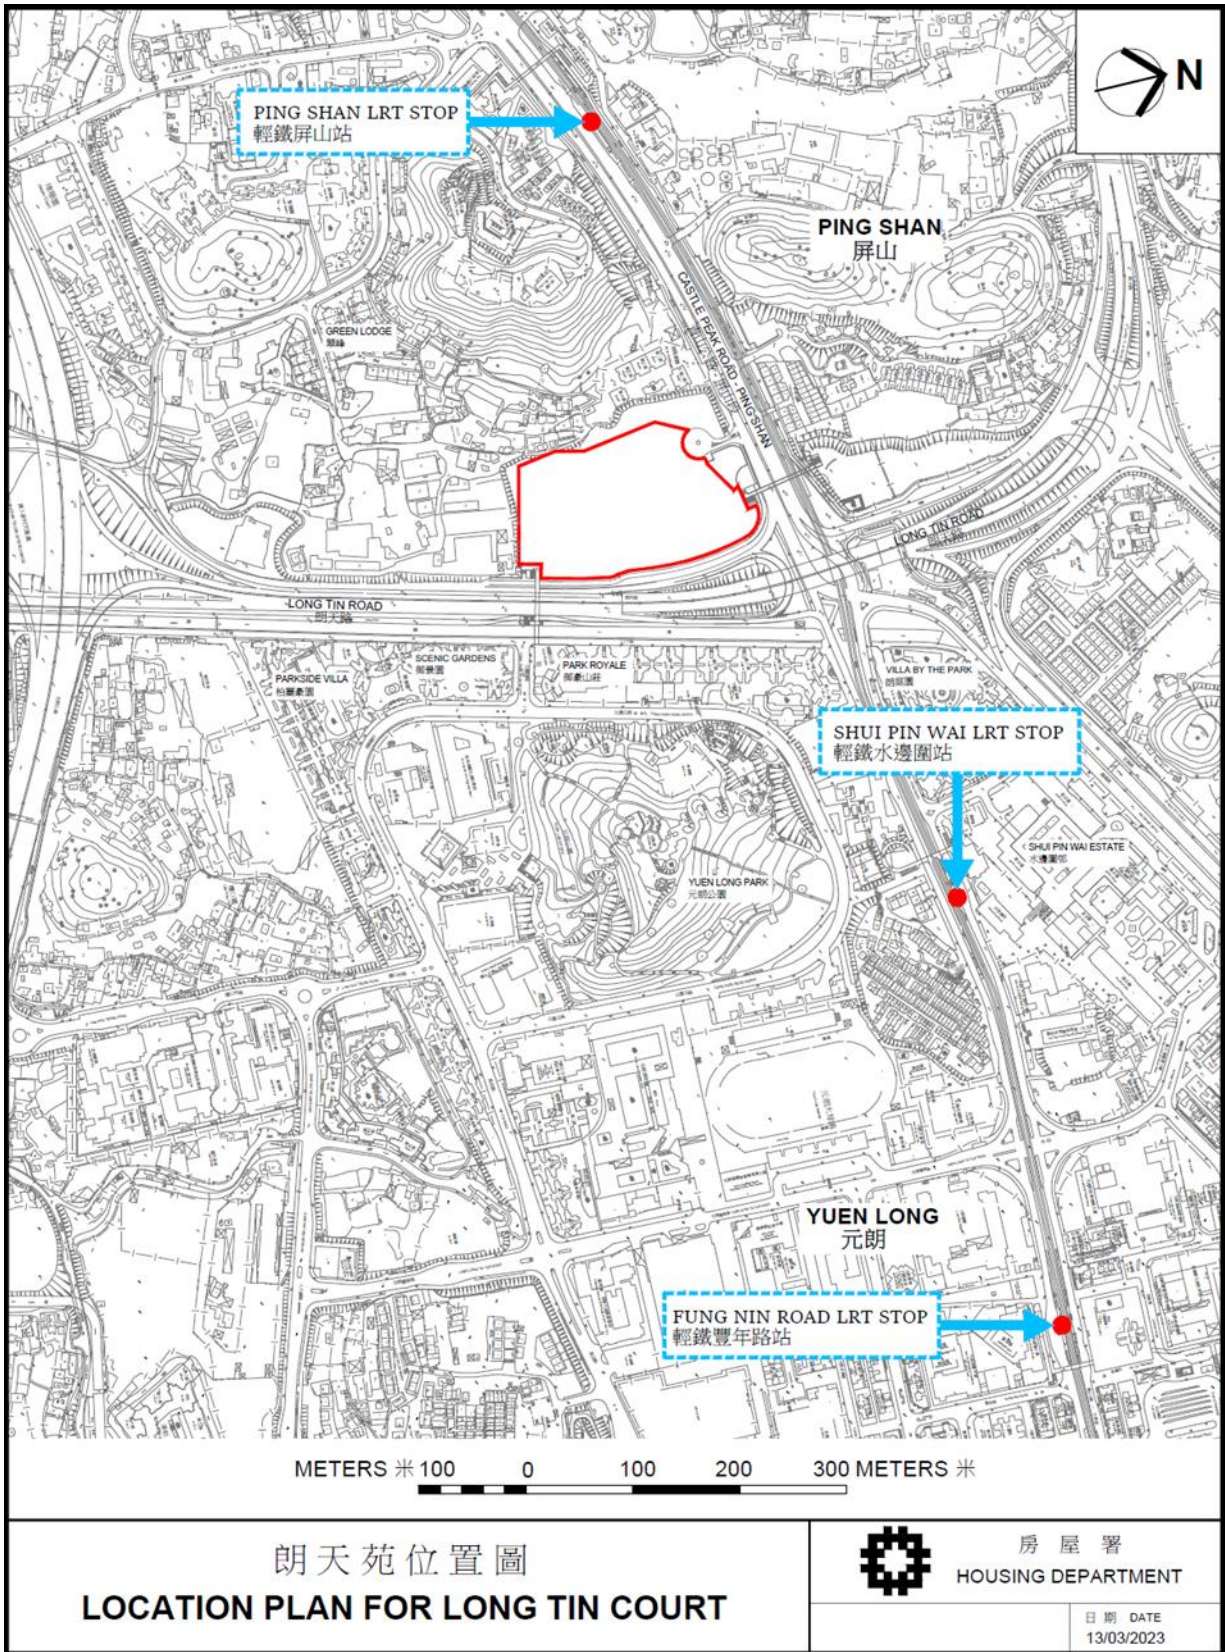 N
PING SHAN LRT STOP
輕鐵屏山站
PING SHAN
屏山
CASTLE PEAK ROAD - PING SHAN
GREEN LODGE
翠峰
LONG TIN ROAD
朗天路
LONG TIN ROAD
朗天路
PARKSIDE VILLA
柏麗豪園
SCENIC GARDENS
御景園
PARK ROYALE
御豪山莊
VILLA BY THE PARK
朗庭園
SHUI PIN WAI LRT STOP
輕鐵水邊圍站
SHUI PIN WAI ESTATE
水邊圍邨
YUEN LONG PARK
元朗公園
YUEN LONG
元朗
FUNG NIN ROAD LRT STOP
輕鐵豐年路站
METERS 米 100 0 100 200 300 METERS 米
朗天苑位置圖
LOCATION PLAN FOR LONG TIN COURT
房屋署
HOUSING DEPARTMENT
日期 DATE
13/03/2023